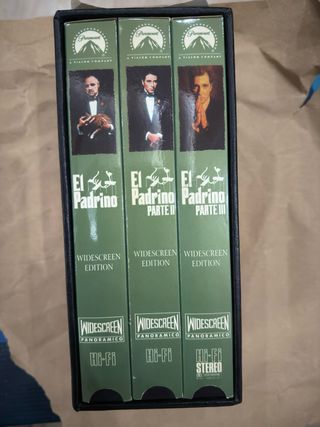 Paramount
A VIACOM COMPANY
El
Padrino
WIDESCREEN
EDITION
WIDESCREEN
PANORAMICO
Hi-Fi
Paramount
A VIACOM COMPANY
El
Padrino
PARTE II
WIDESCREEN
EDITION
WIDESCREEN
PANORAMICO
Hi-Fi
Paramount
A VIACOM COMPANY
El
Padrino
PARTE III
WIDESCREEN
EDITION
WIDESCREEN
PANORAMICO
Hi-Fi
STEREO